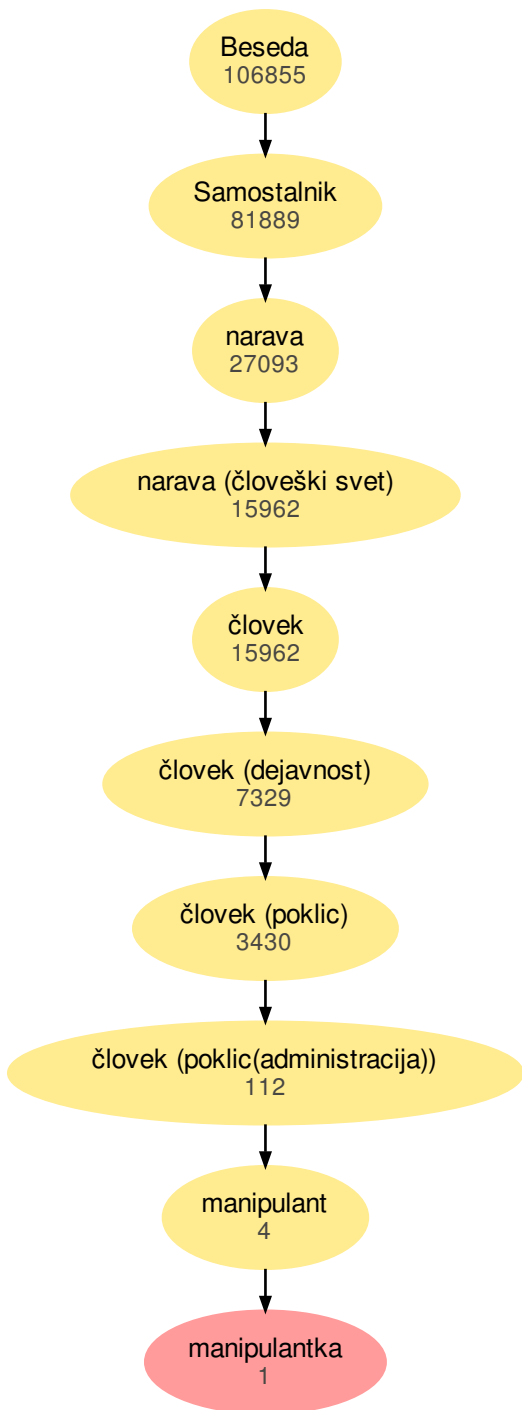 Beseda
106855
Samostalnik
81889
narava
27093
narava (človeški svet)
15962
človek
15962
človek (dejavnost)
7329
človek (poklic)
3430
človek (poklic(administracija))
112
manipulant
4
manipulantka
1